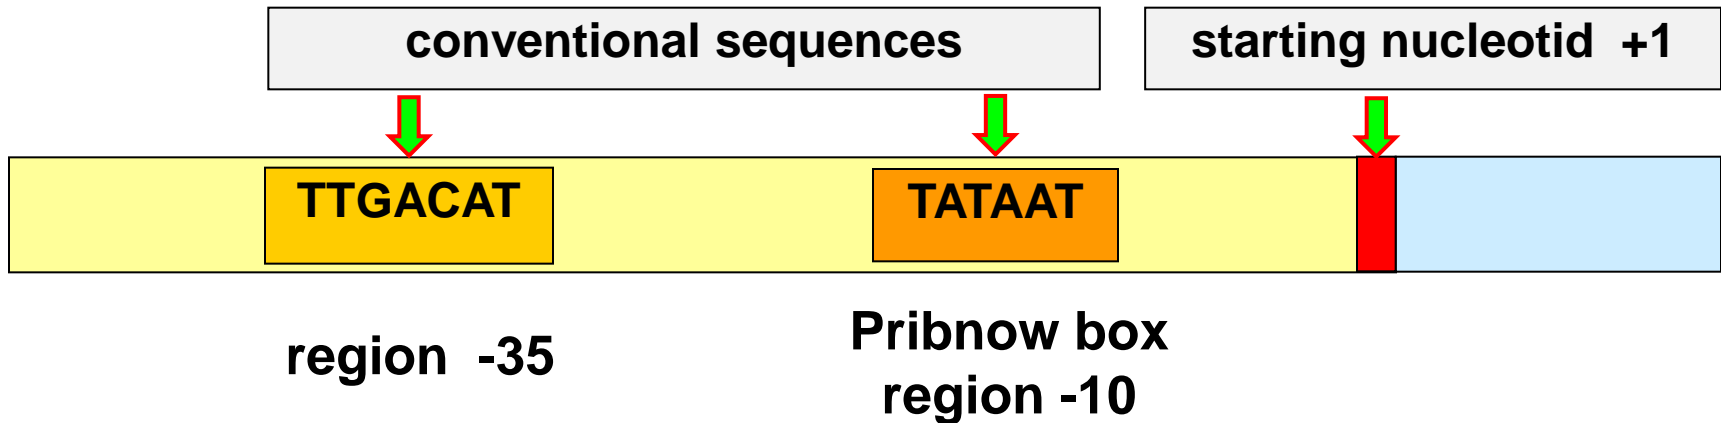 conventional sequences
starting nucleotid +1
TTGACAT
TATAAT
region -35
Pribnow box
region -10